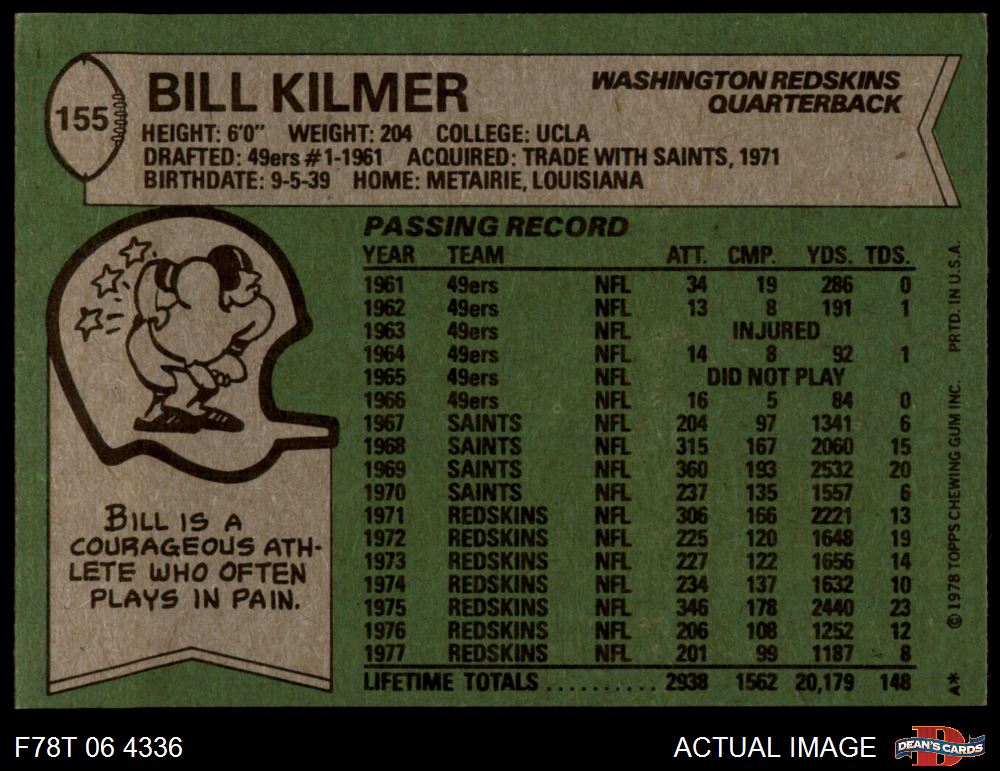 155
BILL KILMER
WASHINGTON REDSKINS
QUARTERBACK
HEIGHT: 6'0" WEIGHT: 204 COLLEGE: UCLA
DRAFTED: 49ers #1-1961 ACQUIRED: TRADE WITH SAINTS, 1971
BIRTHDATE: 9-5-39 HOME: METAIRIE, LOUISIANA
PASSING RECORD
YEAR TEAM ATT. CMP. YDS. TDS.
1961 49ers NFL 34 19 286 0
1962 49ers NFL 13 8 191 1
1963 49ers NFL INJURED
1964 49ers NFL 14 8 92 1
1965 49ers NFL DID NOT PLAY
1966 49ers NFL 16 5 84 0
1967 SAINTS NFL 204 97 1341 6
1968 SAINTS NFL 315 167 2060 15
1969 SAINTS NFL 360 193 2532 20
1970 SAINTS NFL 237 135 1557 6
1971 REDSKINS NFL 306 166 2221 13
1972 REDSKINS NFL 225 120 1648 19
1973 REDSKINS NFL 227 122 1656 14
1974 REDSKINS NFL 234 137 1632 10
1975 REDSKINS NFL 346 178 2440 23
1976 REDSKINS NFL 206 108 1252 12
1977 REDSKINS NFL 201 99 1187 8
LIFETIME TOTALS .......... 2938 1562 20,179 148
BILL IS A
COURAGEOUS ATH-
LETE WHO OFTEN
PLAYS IN PAIN.
A* © 1978 TOPPS CHEWING GUM INC. PRTD. IN U.S.A.
F78T 06 4336
ACTUAL IMAGE
D
DEAN'S CARDS